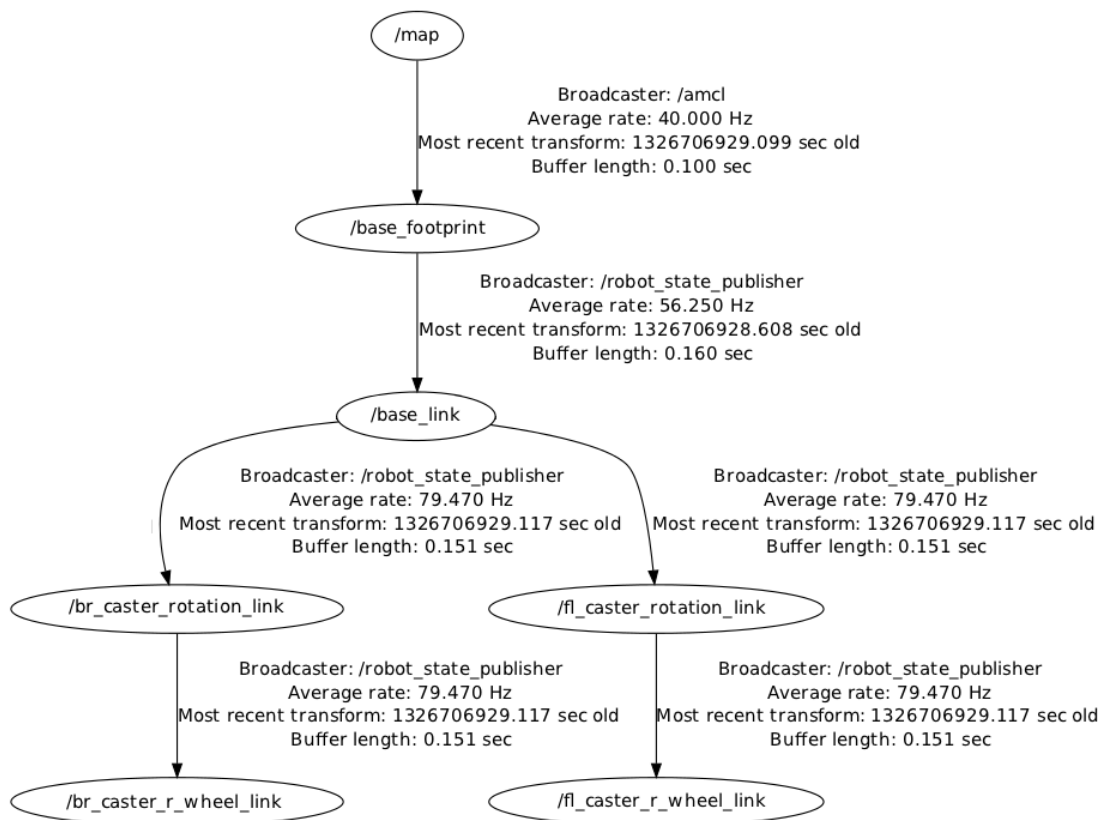 /map
Broadcaster: /amcl
Average rate: 40.000 Hz
Most recent transform: 1326706929.099 sec old
Buffer length: 0.100 sec
/base_footprint
Broadcaster: /robot_state_publisher
Average rate: 56.250 Hz
Most recent transform: 1326706928.608 sec old
Buffer length: 0.160 sec
/base_link
Broadcaster: /robot_state_publisher
Average rate: 79.470 Hz
Most recent transform: 1326706929.117 sec old
Buffer length: 0.151 sec
Broadcaster: /robot_state_publisher
Average rate: 79.470 Hz
Most recent transform: 1326706929.117 sec old
Buffer length: 0.151 sec
/br_caster_rotation_link
/fl_caster_rotation_link
Broadcaster: /robot_state_publisher
Average rate: 79.470 Hz
Most recent transform: 1326706929.117 sec old
Buffer length: 0.151 sec
Broadcaster: /robot_state_publisher
Average rate: 79.470 Hz
Most recent transform: 1326706929.117 sec old
Buffer length: 0.151 sec
/br_caster_r_wheel_link
/fl_caster_r_wheel_link